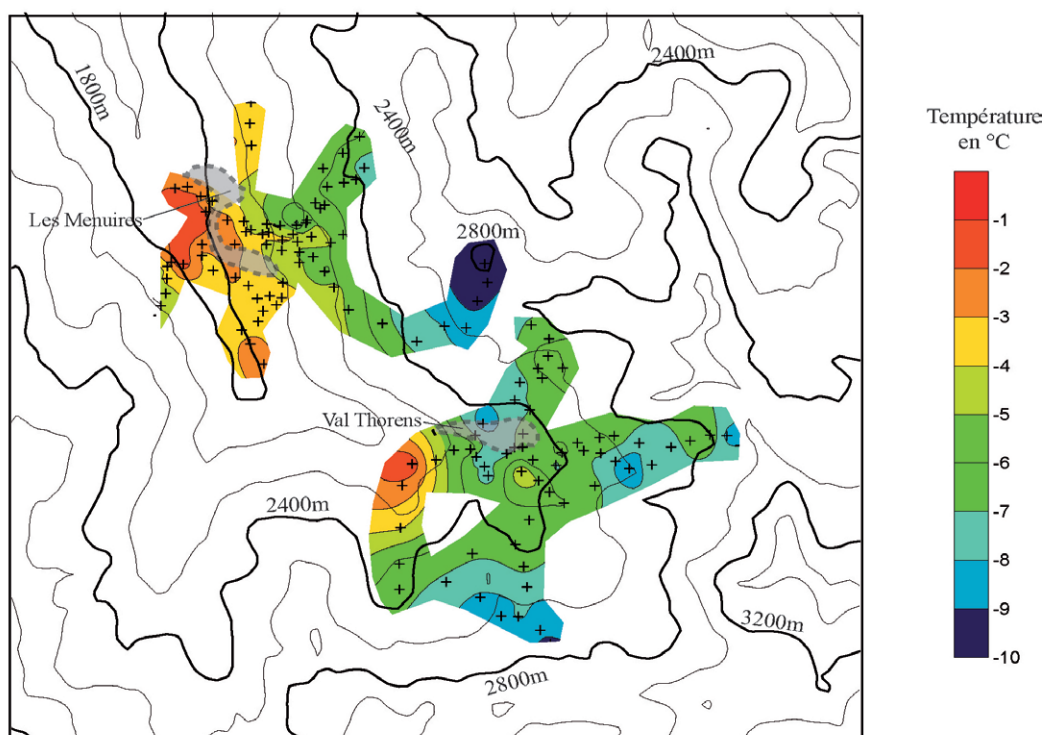 2400m
1800m
2400m
Température
en °C
Les Menuires
2800m
-1
-2
-3
-4
-5
-6
-7
-8
-9
-10
Val Thorens
2400m
3200m
2800m